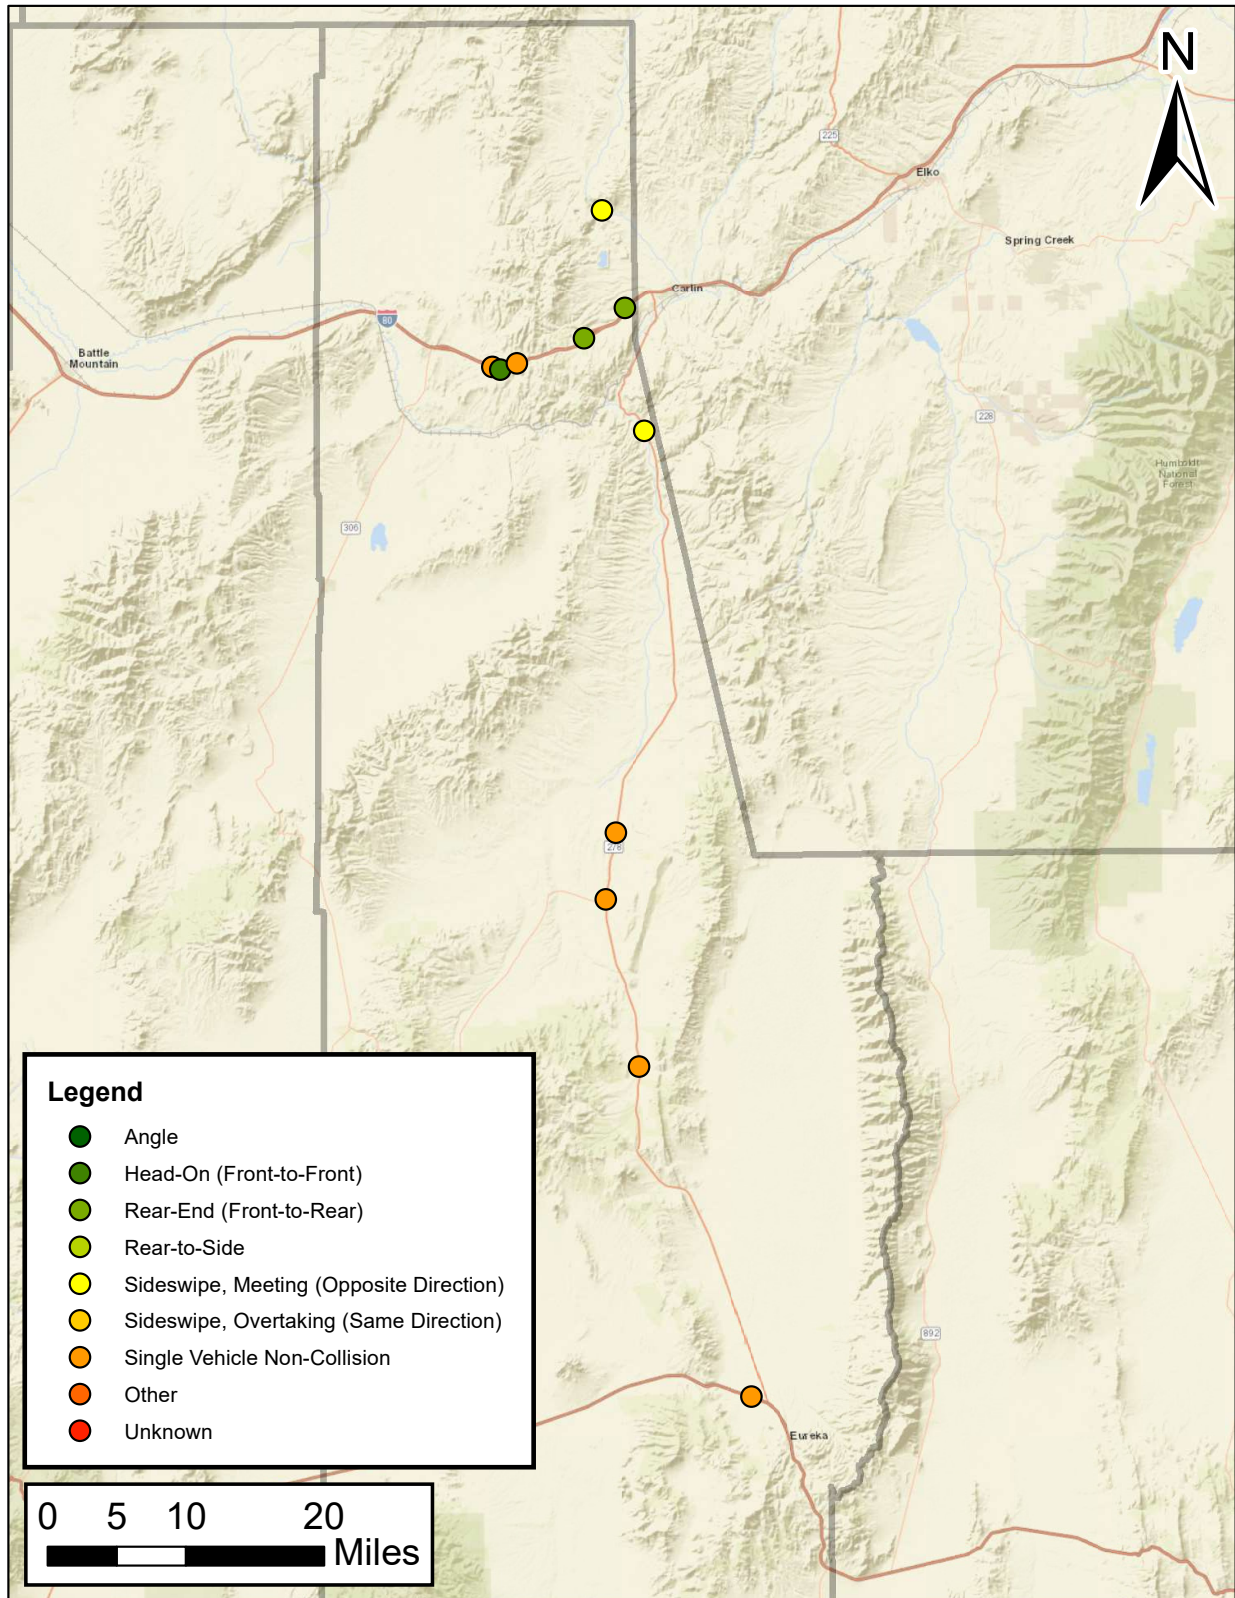 N
225
Elko
Spring Creek
Carlin
80
Battle
Mountain
228
Humboldt
National
Forest
306
278
Legend
Angle
Head-On (Front-to-Front)
Rear-End (Front-to-Rear)
Rear-to-Side
Sideswipe, Meeting (Opposite Direction)
Sideswipe, Overtaking (Same Direction)
Single Vehicle Non-Collision
Other
Unknown
892
Eureka
0 5 10 20
Miles